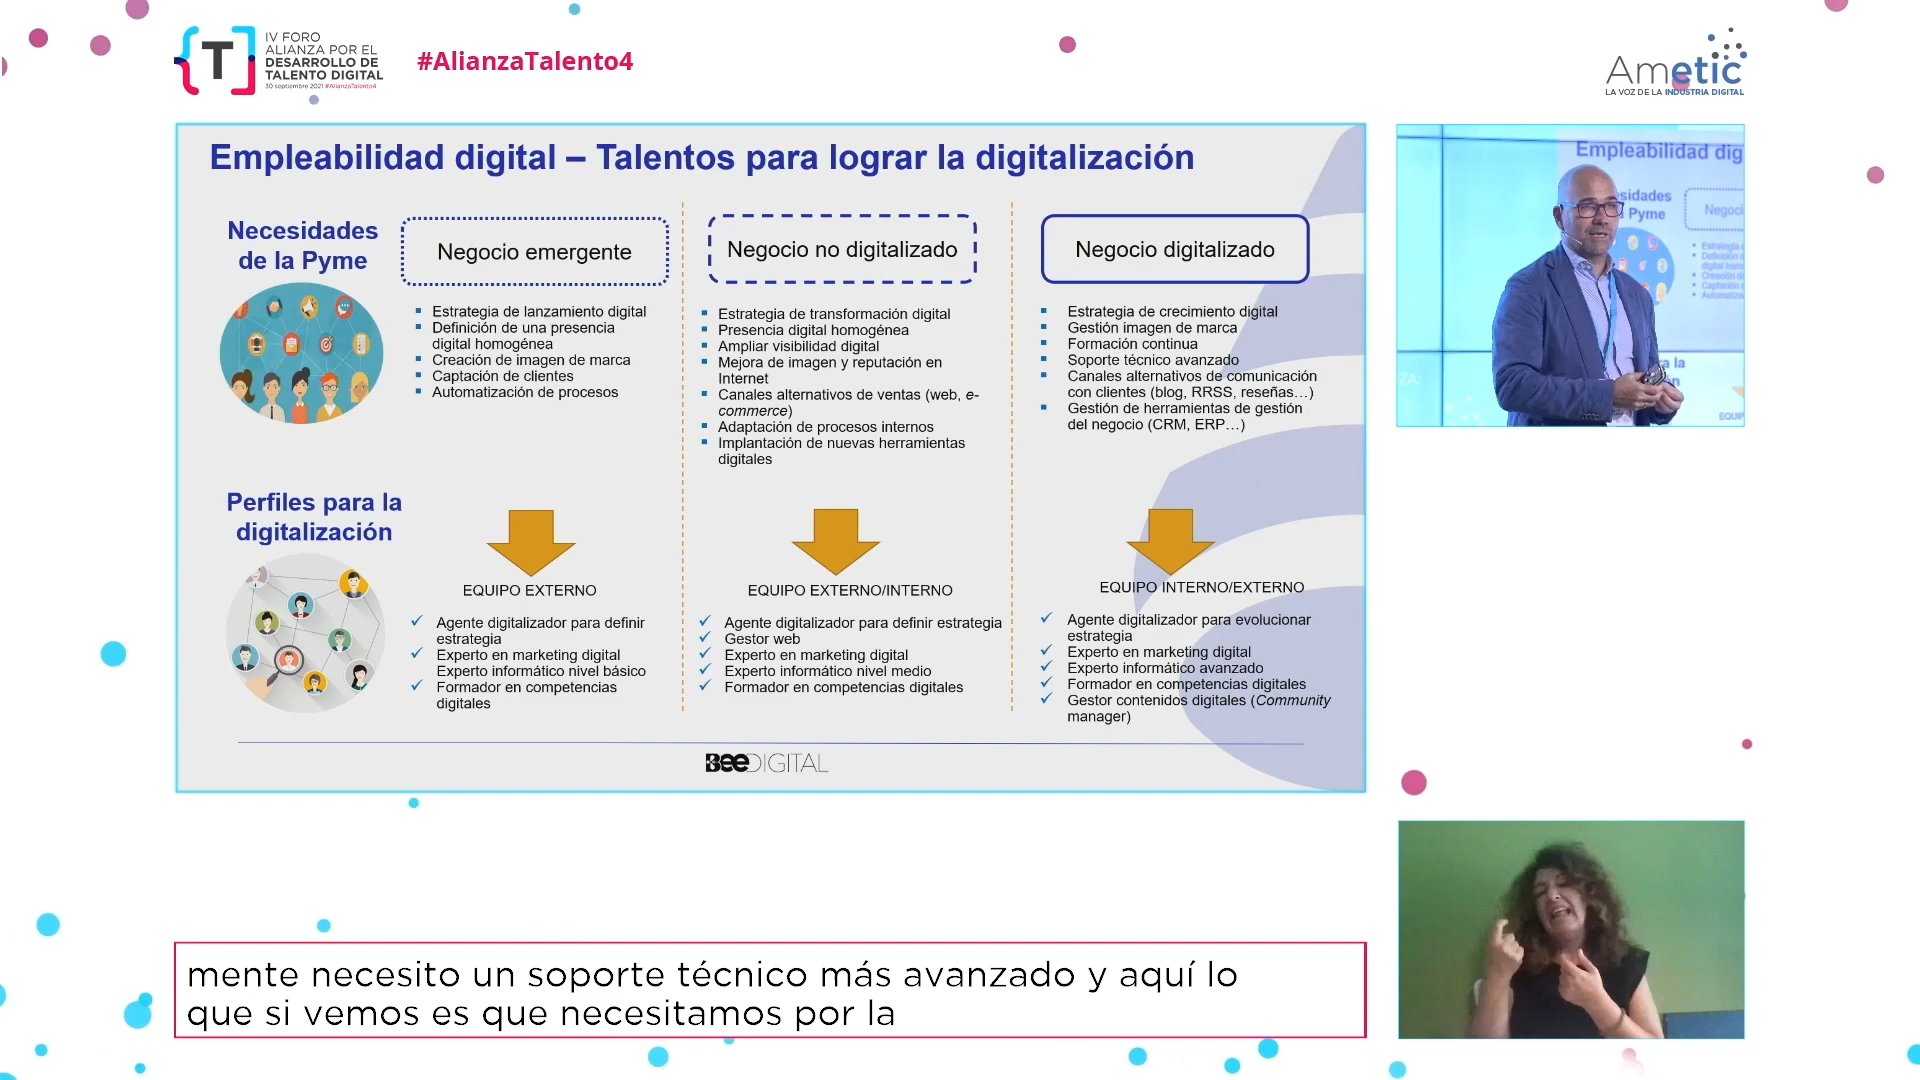 IV FORO
ALIANZA POR EL
DESARROLLO DE
TALENTO DIGITAL
30 septiembre 2021 #AlianzaTalento4
{T}
#AlianzaTalento4
Ametic
LA VOZ DE LA INDUSTRIA DIGITAL
Empleabilidad digital – Talentos para lograr la digitalización
Necesidades
de la Pyme
Negocio emergente
▪ Estrategia de lanzamiento digital
▪ Definición de una presencia
digital homogénea
▪ Creación de imagen de marca
▪ Captación de clientes
▪ Automatización de procesos
Negocio no digitalizado
▪ Estrategia de transformación digital
▪ Presencia digital homogénea
▪ Ampliar visibilidad digital
▪ Mejora de imagen y reputación en
Internet
▪ Canales alternativos de ventas (web, e-
commerce)
▪ Adaptación de procesos internos
▪ Implantación de nuevas herramientas
digitales
Negocio digitalizado
▪ Estrategia de crecimiento digital
▪ Gestión imagen de marca
▪ Formación continua
▪ Soporte técnico avanzado
▪ Canales alternativos de comunicación
con clientes (blog, RRSS, reseñas…)
▪ Gestión de herramientas de gestión
del negocio (CRM, ERP…)
Perfiles para la
digitalización
EQUIPO EXTERNO
✓ Agente digitalizador para definir
estrategia
✓ Experto en marketing digital
Experto informático nivel básico
✓ Formador en competencias
digitales
EQUIPO EXTERNO/INTERNO
✓ Agente digitalizador para definir estrategia
✓ Gestor web
✓ Experto en marketing digital
✓ Experto informático nivel medio
✓ Formador en competencias digitales
EQUIPO INTERNO/EXTERNO
✓ Agente digitalizador para evolucionar
estrategia
✓ Experto en marketing digital
✓ Experto informático avanzado
✓ Formador en competencias digitales
✓ Gestor contenidos digitales (Community
manager)
BeeDIGITAL
Empleabilidad dig
sidades
Pyme
Negoci
mente necesito un soporte técnico más avanzado y aquí lo
que si vemos es que necesitamos por la